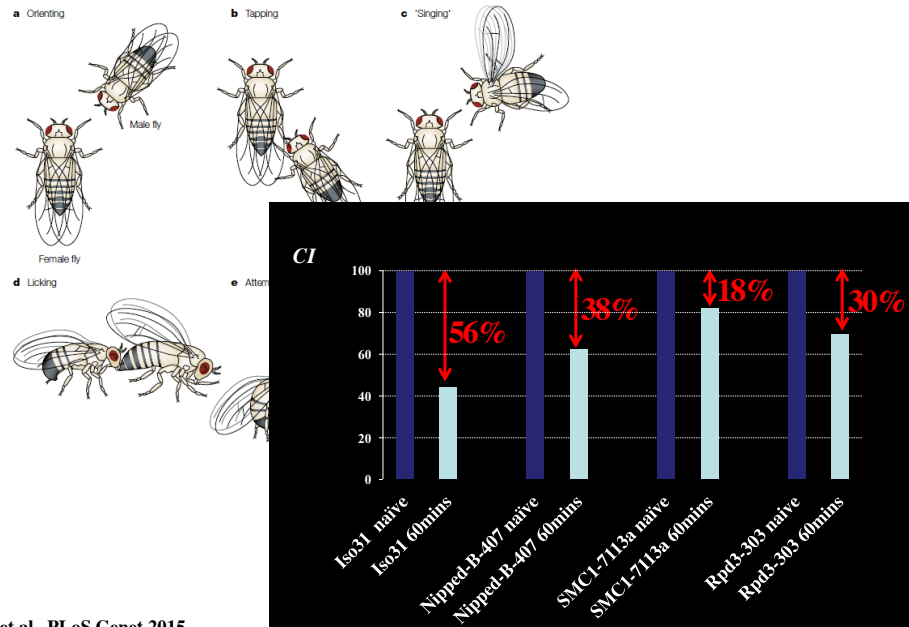 a Orienting
b Tapping
c 'Singing'
Male fly
Female fly
d Licking
e Attem
CI
100
80
60
40
20
0
56%
38%
18%
30%
Iso31 naïve
Iso31 60mins
Nipped-B-407 naïve
Nipped-B-407 60mins
SMC1-7113a naïve
SMC1-7113a 60mins
Rpd3-303 naïve
Rpd3-303 60mins
et al., PLoS Genet 2015